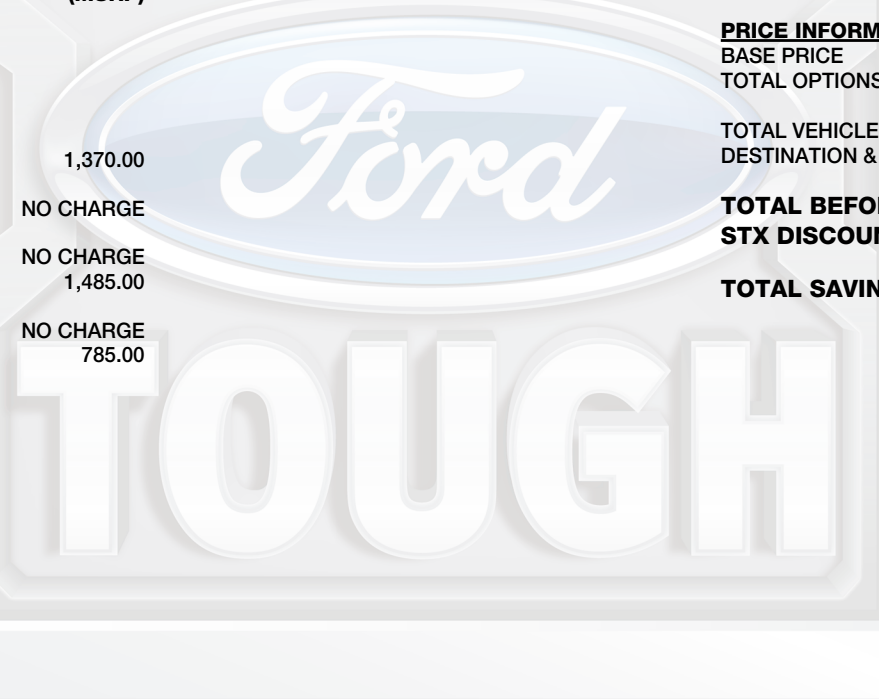 (MSRP)
1,370.00
NO CHARGE
NO CHARGE
1,485.00
NO CHARGE
785.00
PRICE INFORM
BASE PRICE
TOTAL OPTIONS
TOTAL VEHICLE
DESTINATION &
TOTAL BEFO
STX DISCOUN
TOTAL SAVIN
Ford
TOUGH